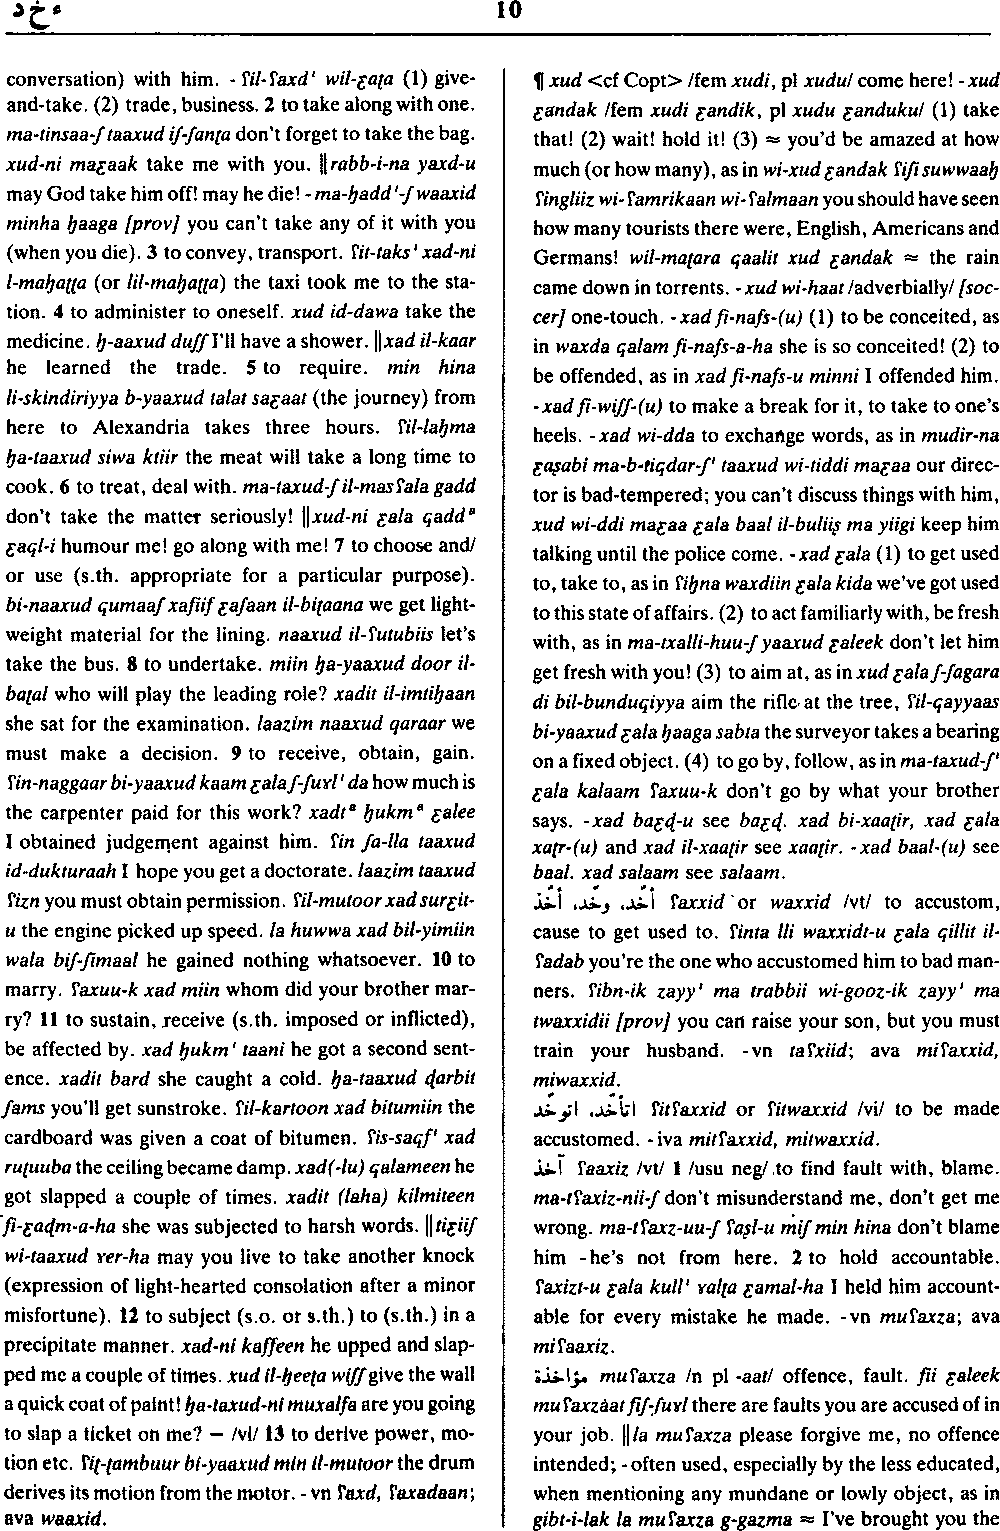 ء خ د
10
conversation) with him. - ʕil-ʕaxdˈ wil-ɛaṭa (1) give-
and-take. (2) trade, business. 2 to take along with one.
ma-tinsaa-ʃ taaxud iʃ-ʃanṭa don't forget to take the bag.
xud-ni maɛaak take me with you. ‖rabb-i-na yaxd-u
may God take him off! may he die! - ma-ḥaddˈ-ʃ waaxid
minha ḥaaga [prov] you can't take any of it with you
(when you die). 3 to convey, transport. ʕit-taksˈ xad-ni
l-maḥaṭṭa (or lil-maḥaṭṭa) the taxi took me to the sta-
tion. 4 to administer to oneself. xud id-dawa take the
medicine. ḥ-aaxud duʃʃ I'll have a shower. ‖xad il-kaar
he learned the trade. 5 to require. min hina
li-skindiriyya b-yaaxud talat saɛaat (the journey) from
here to Alexandria takes three hours. ʕil-laḥma
ḥa-taaxud siwa ktiir the meat will take a long time to
cook. 6 to treat, deal with. ma-taxud-ʃ il-masʕala gadd
don't take the matter seriously! ‖xud-ni ɛala qaddᵃ
ɛaql-i humour me! go along with me! 7 to choose and/
or use (s.th. appropriate for a particular purpose).
bi-naaxud qumaaʃ xafiif ɛaʃaan il-biṭaana we get light-
weight material for the lining. naaxud il-ʕutubiis let's
take the bus. 8 to undertake. miin ḥa-yaaxud door il-
baṭal who will play the leading role? xadit il-imtiḥaan
she sat for the examination. laazim naaxud qaraar we
must make a decision. 9 to receive, obtain, gain.
ʕin-naggaar bi-yaaxud kaam ɛala ʃ-ʃuɣlˈ da how much is
the carpenter paid for this work? xadtᵃ ḥukmᵃ ɛalee
I obtained judgement against him. ʕin ʃa-lla taaxud
id-dukturaah I hope you get a doctorate. laazim taaxud
ʕizn you must obtain permission. ʕil-mutoor xad surɛit-
u the engine picked up speed. la huwwa xad bil-yimiin
wala biʃ-ʃimaal he gained nothing whatsoever. 10 to
marry. ʕaxuu-k xad miin whom did your brother mar-
ry? 11 to sustain, receive (s.th. imposed or inflicted),
be affected by. xad ḥukmˈ taani he got a second sent-
ence. xadit bard she caught a cold. ḥa-taaxud ḍarbit
ʃams you'll get sunstroke. ʕil-kartoon xad bitumiin the
cardboard was given a coat of bitumen. ʕis-saqfˈ xad
ruṭuuba the ceiling became damp. xad(-lu) qalameen he
got slapped a couple of times. xadit (laha) kilmiteen
fi-ɛaḍm-a-ha she was subjected to harsh words. ‖tiɛiiʃ
wi-taaxud ɣer-ha may you live to take another knock
(expression of light-hearted consolation after a minor
misfortune). 12 to subject (s.o. or s.th.) to (s.th.) in a
precipitate manner. xad-ni kaffeen he upped and slap-
ped me a couple of times. xud il-ḥeeṭa wiʃʃ give the wall
a quick coat of paint! ḥa-taxud-ni muxalfa are you going
to slap a ticket on me? – /vi/ 13 to derive power, mo-
tion etc. ʕiṭ-ṭambuur bi-yaaxud min il-mutoor the drum
derives its motion from the motor. - vn ʕaxd, ʕaxadaan;
ava waaxid.
¶ xud <cf Copt> /fem xudi, pl xudu/ come here! - xud
ɛandak /fem xudi ɛandik, pl xudu ɛanduku/ (1) take
that! (2) wait! hold it! (3) ≈ you'd be amazed at how
much (or how many), as in wi-xud ɛandak ʕiʃi suwwaaḥ
ʕingiliiz wi-ʕamrikaan wi-ʕalmaan you should have seen
how many tourists there were, English, Americans and
Germans! wil-maṭara qaalit xud ɛandak ≈ the rain
came down in torrents. - xud wi-haat /adverbially/ [soc-
cer] one-touch. - xad fi-nafs-(u) (1) to be conceited, as
in waxda qalam fi-nafs-a-ha she is so conceited! (2) to
be offended, as in xad fi-nafs-u minni I offended him.
- xad fi-wiʃʃ-(u) to make a break for it, to take to one's
heels. - xad wi-dda to exchange words, as in mudir-na
ɛaṣabi ma-b-tiqdar-ʃˈ taaxud wi-tiddi maɛaa our direc-
tor is bad-tempered; you can't discuss things with him,
xud wi-ddi maɛaa ɛala baal il-buliiṣ ma yiigi keep him
talking until the police come. - xad ɛala (1) to get used
to, take to, as in ʕiḥna waxdiin ɛala kida we've got used
to this state of affairs. (2) to act familiarly with, be fresh
with, as in ma-txalli-huu-ʃ yaaxud ɛaleek don't let him
get fresh with you! (3) to aim at, as in xud ɛala ʃ-ʃagara
di bil-bunduqiyya aim the rifle at the tree, ʕil-qayyaas
bi-yaaxud ɛala ḥaaga sabta the surveyor takes a bearing
on a fixed object. (4) to go by, follow, as in ma-taxud-ʃˈ
ɛala kalaam ʕaxuu-k don't go by what your brother
says. - xad baɛḍ-u see baɛḍ. xad bi-xaaṭir, xad ɛala
xaṭr-(u) and xad il-xaaṭir see xaaṭir. - xad baal-(u) see
baal. xad salaam see salaam.
أَخِّد، وخِّد، أخِّذ ʕaxxid or waxxid /vt/ to accustom,
cause to get used to. ʕinta lli waxxidt-u ɛala qillit il-
ʕadab you're the one who accustomed him to bad man-
ners. ʕibn-ik zayyˈ ma trabbii wi-gooz-ik zayyˈ ma
twaxxidii [prov] you can raise your son, but you must
train your husband. - vn taʕxiid; ava miʕaxxid,
miwaxxid.
اتأخِّد، اتوخِّد ʕitʕaxxid or ʕitwaxxid /vi/ to be made
accustomed. - iva mitʕaxxid, mitwaxxid.
آخذ ʕaaxiz /vt/ 1 /usu neg/ to find fault with, blame.
ma-tʕaxiz-nii-ʃ don't misunderstand me, don't get me
wrong. ma-tʕaxz-uu-ʃ ʕaṣl-u miʃ min hina don't blame
him - he's not from here. 2 to hold accountable.
ʕaxizt-u ɛala kullˈ ɣalṭa ɛamal-ha I held him account-
able for every mistake he made. - vn muʕaxza; ava
miʕaaxiz.
مؤاخذة muʕaxza /n pl -aat/ offence, fault. fii ɛaleek
muʕaxzaat fiʃ-ʃuɣl there are faults you are accused of in
your job. ‖la muʕaxza please forgive me, no offence
intended; - often used, especially by the less educated,
when mentioning any mundane or lowly object, as in
gibt-i-lak la muʕaxza g-gazma ≈ I've brought you the